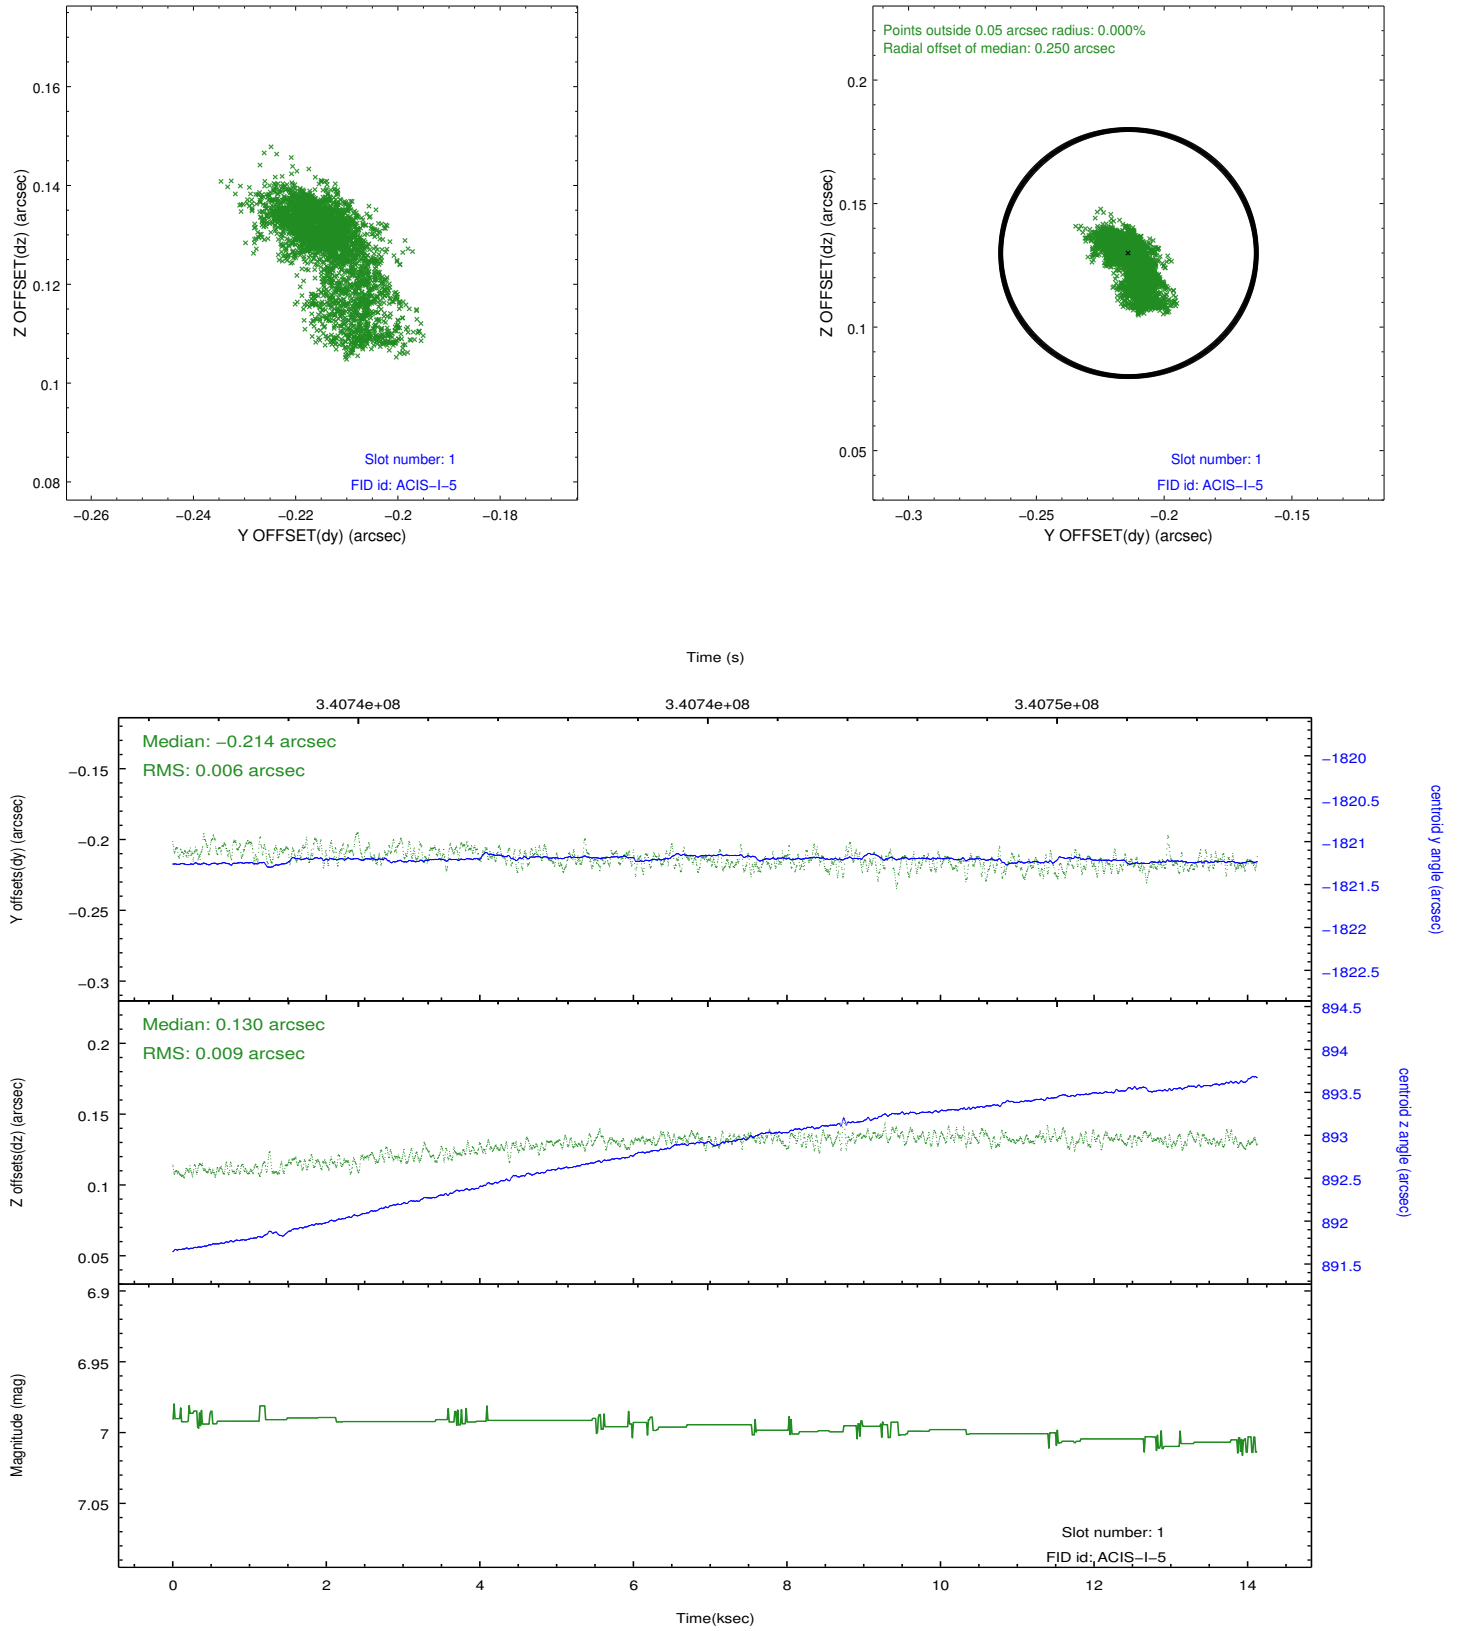 0.16
0.14
0.12
0.1
0.08
Z OFFSET(dz) (arcsec)
Slot number: 1
FID id: ACIS−I−5
−0.26 −0.24 −0.22 −0.2 −0.18
Y OFFSET(dy) (arcsec)
Points outside 0.05 arcsec radius: 0.000%
Radial offset of median: 0.250 arcsec
0.2
0.15
0.1
0.05
Z OFFSET(dz) (arcsec)
Slot number: 1
FID id: ACIS−I−5
−0.3 −0.25 −0.2 −0.15
Y OFFSET(dy) (arcsec)
Time (s)
3.4074e+08 3.4074e+08 3.4075e+08
Median: −0.214 arcsec
RMS: 0.006 arcsec
−0.15
−0.2
−0.25
−0.3
Y offsets(dy) (arcsec)
−1820
−1820.5
−1821
−1821.5
−1822
−1822.5
centroid y angle (arcsec)
Median: 0.130 arcsec
RMS: 0.009 arcsec
0.2
0.15
0.1
0.05
Z offsets(dz) (arcsec)
894.5
894
893.5
893
892.5
892
891.5
centroid z angle (arcsec)
6.9
6.95
7
7.05
Magnitude (mag)
Slot number: 1
FID id: ACIS−I−5
0 2 4 6 8 10 12 14
Time(ksec)